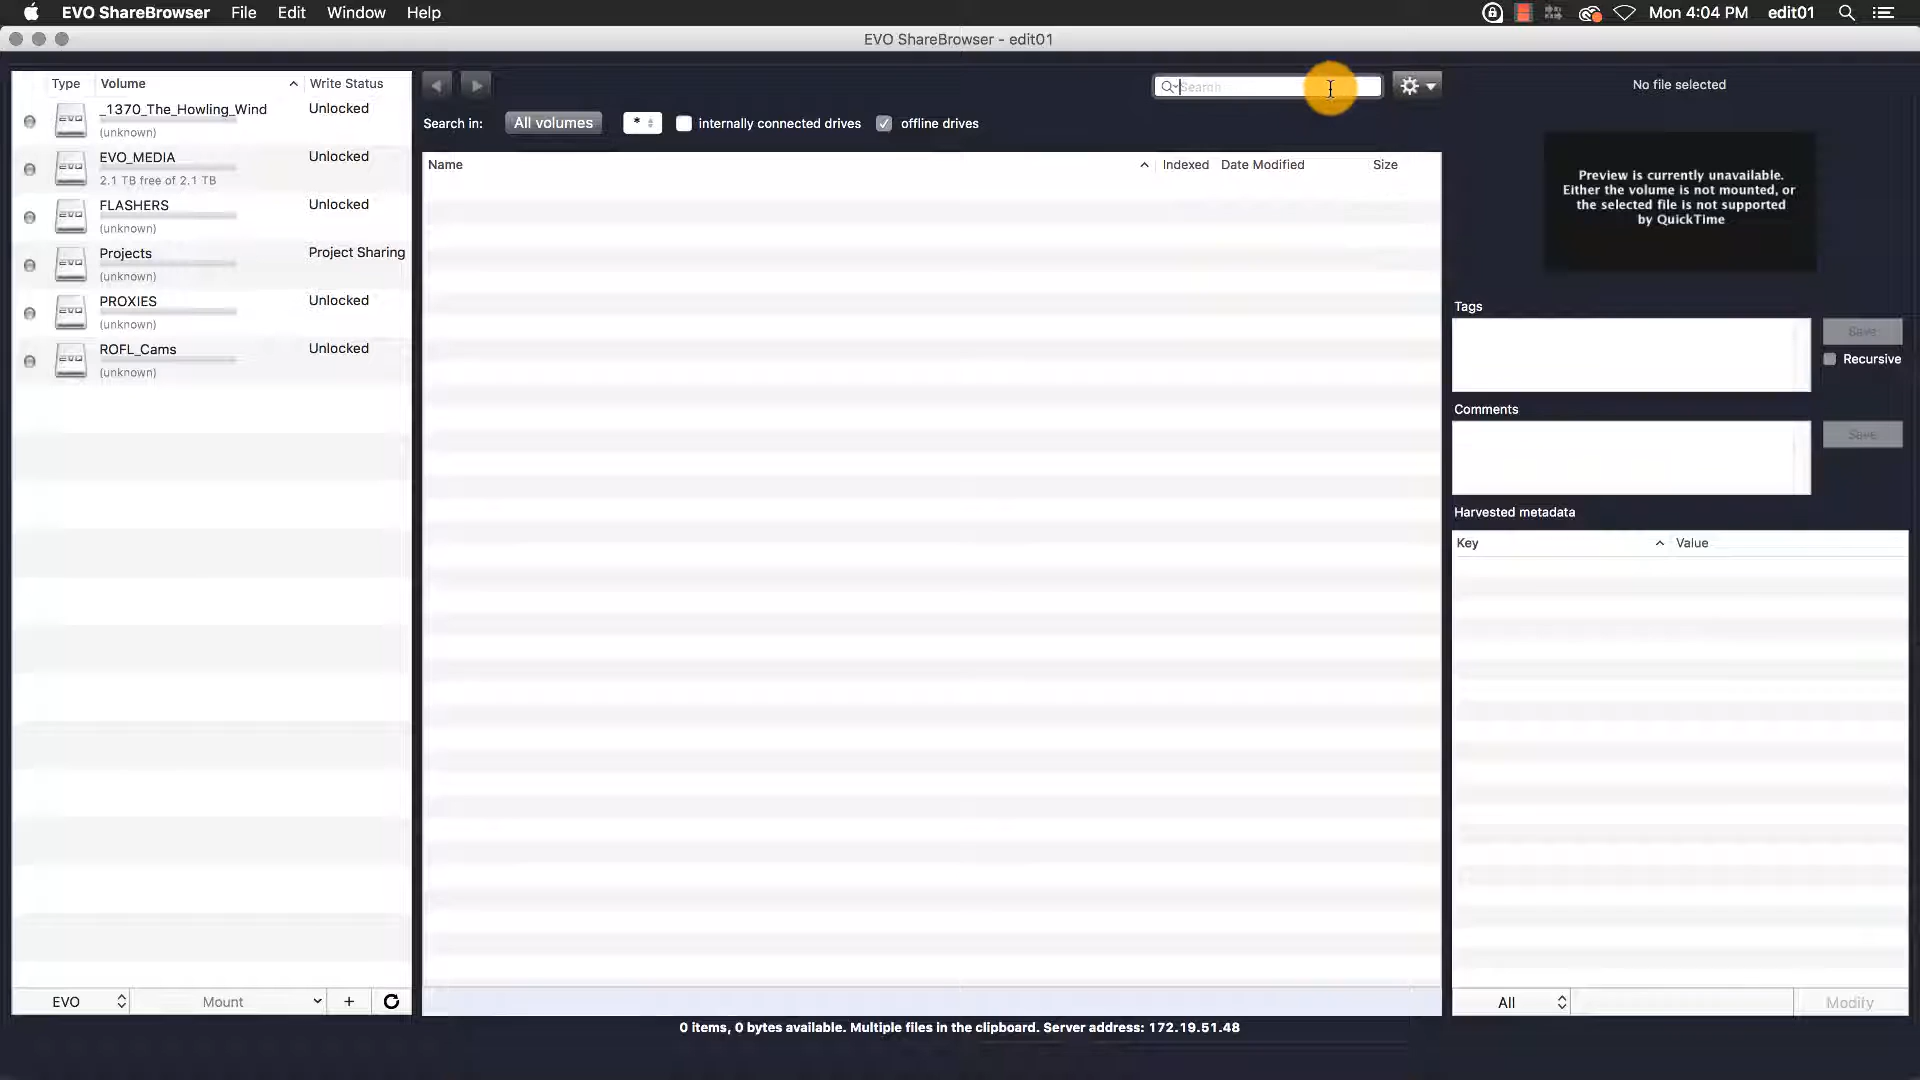 EVO ShareBrowser File Edit Window Help
Mon 4:04 PM edit01
EVO ShareBrowser - edit01
Type Volume Write Status
_1370_The_Howling_Wind Unlocked
(unknown)
EVO_MEDIA Unlocked
2.1 TB free of 2.1 TB
FLASHERS Unlocked
(unknown)
Projects Project Sharing
(unknown)
PROXIES Unlocked
(unknown)
ROFL_Cams Unlocked
(unknown)
EVO Mount +
Search
Search in: All volumes * internally connected drives offline drives
Name Indexed Date Modified Size
No file selected
Preview is currently unavailable.
Either the volume is not mounted, or
the selected file is not supported
by QuickTime
Tags
Save
Recursive
Comments
Save
Harvested metadata
Key Value
All Modify
0 items, 0 bytes available. Multiple files in the clipboard. Server address: 172.19.51.48